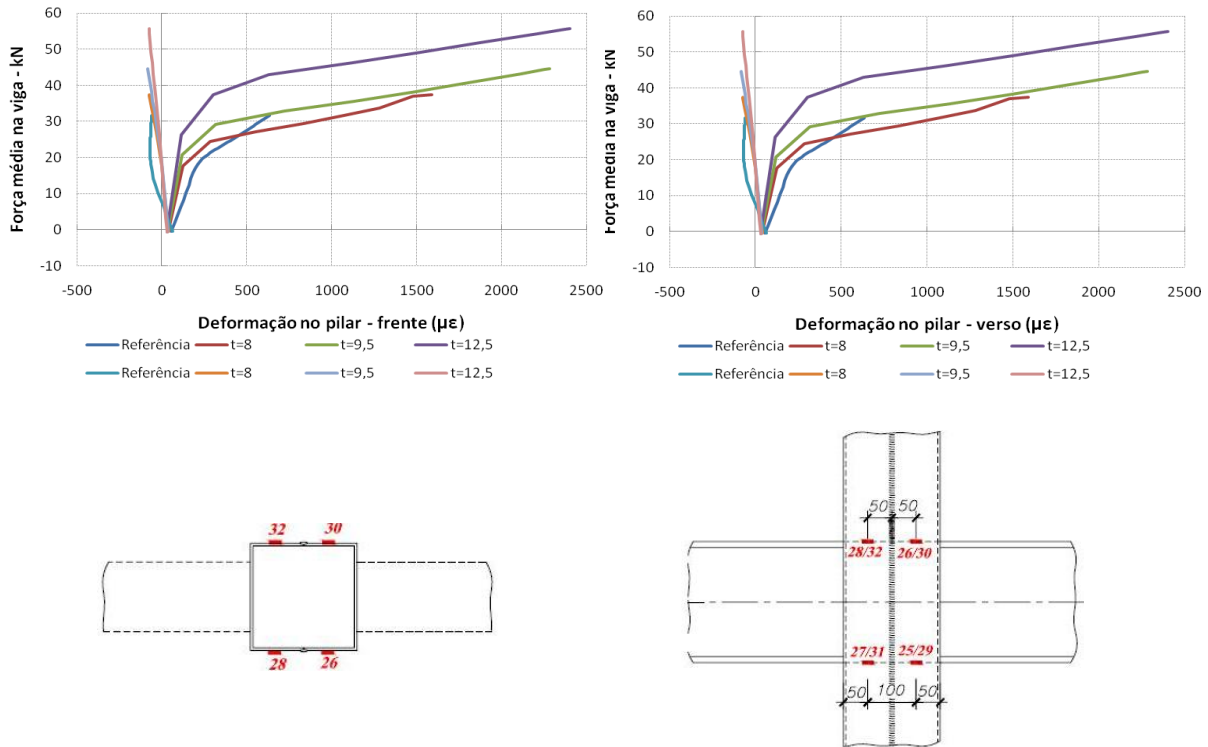 60
50
40
30
20
10
0
-10
Força média na viga - kN
-500 0 500 1000 1500 2000 2500
Deformação no pilar - frente (µε)
Referência t=8 t=9,5 t=12,5
Referência t=8 t=9,5 t=12,5
60
50
40
30
20
10
0
-10
Força média na viga - kN
-500 0 500 1000 1500 2000 2500
Deformação no pilar - verso (µε)
Referência t=8 t=9,5 t=12,5
Referência t=8 t=9,5 t=12,5
32 30
28 26
50 50
28/32 26/30
27/31 25/29
50 100 50